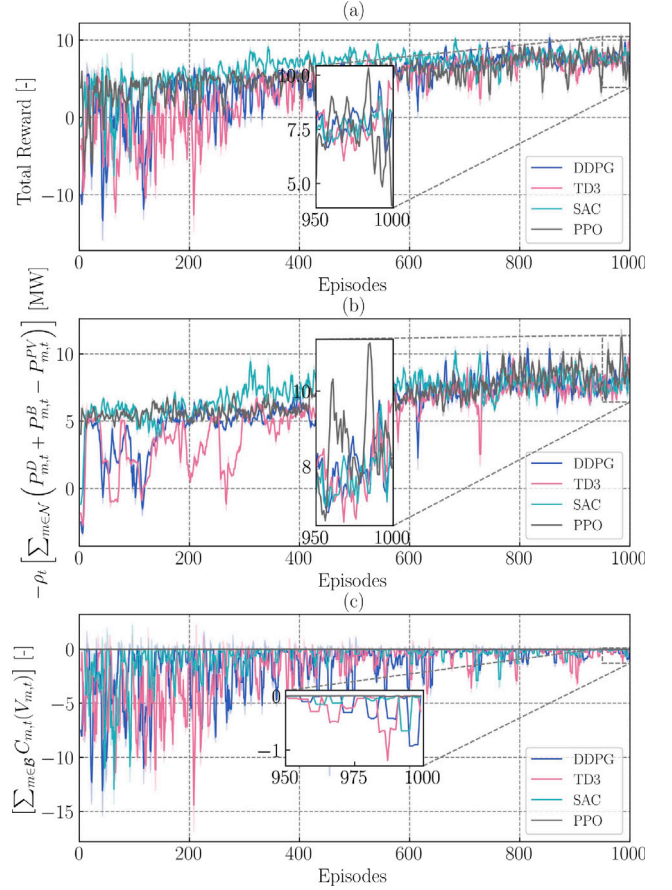 (a)
Total Reward [-]
10
0
−10
10.0
7.5
5.0
950
1000
DDPG
TD3
SAC
PPO
0
200
400
600
800
1000
Episodes
(b)
−ρ_t [∑_{m∈𝒩} (P^D_{m,t} + P^B_{m,t} − P^{PV}_{m,t})] [MW]
10
5
0
10
8
950
1000
DDPG
TD3
SAC
PPO
0
200
400
600
800
1000
Episodes
(c)
[∑_{m∈ℬ} C_{m,t}(V_{m,t})] [-]
0
−5
−10
−15
0
−1
950
975
1000
DDPG
TD3
SAC
PPO
0
200
400
600
800
1000
Episodes